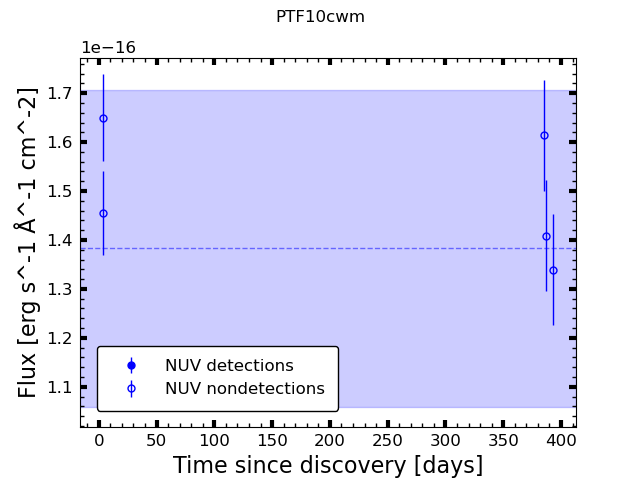 PTF10cwm
1e−16
1.7
1.6
1.5
1.4
1.3
1.2
1.1
Flux [erg s^-1 Å^-1 cm^-2]
NUV detections
NUV nondetections
0 50 100 150 200 250 300 350 400
Time since discovery [days]